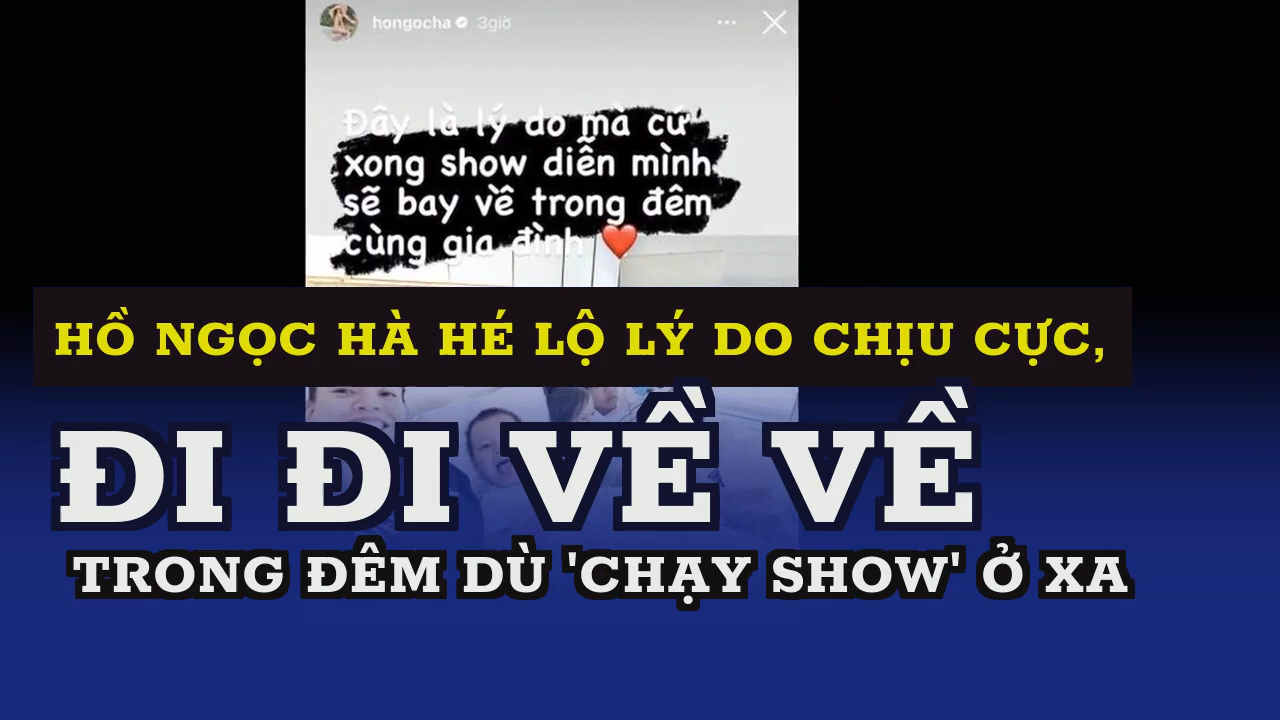 hongocha 3giờ
Đây là lý do mà cứ
xong show diễn mình
sẽ bay về trong đêm
cùng gia đình ❤️
HỒ NGỌC HÀ HÉ LỘ LÝ DO CHỊU CỰC,
ĐI ĐI VỀ VỀ
TRONG ĐÊM DÙ 'CHẠY SHOW' Ở XA